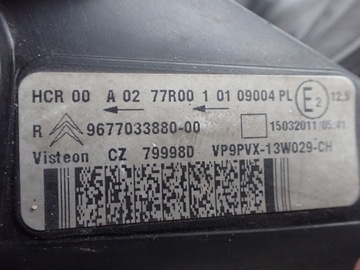 HCR 00 A 02 77R00 1 01 09004 PL E2 12,5
R 9677033880-00 15032011/05:43
Visteon CZ 79998D VP9PVX-13W029-CH